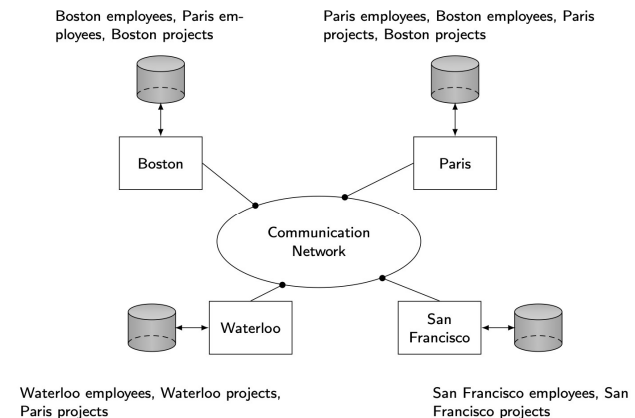 Boston employees, Paris em-
ployees, Boston projects
Paris employees, Boston employees, Paris
projects, Boston projects
Boston
Paris
Communication
Network
Waterloo
San
Francisco
Waterloo employees, Waterloo projects,
Paris projects
San Francisco employees, San
Francisco projects